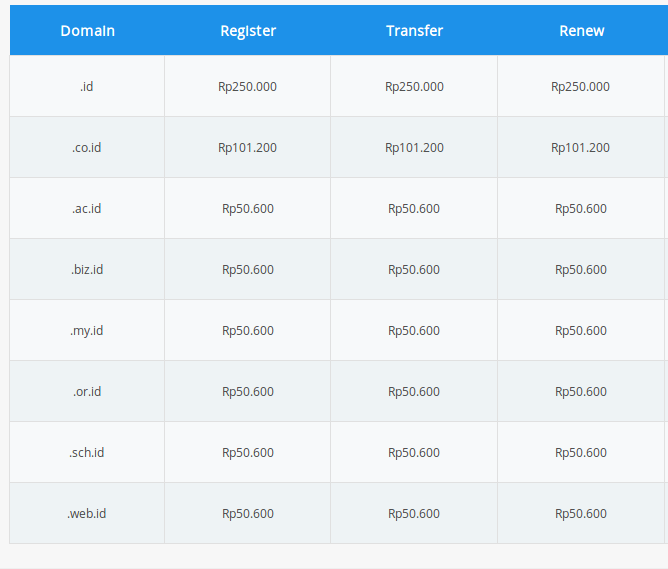 Domain Register Transfer Renew
.id Rp250.000 Rp250.000 Rp250.000
.co.id Rp101.200 Rp101.200 Rp101.200
.ac.id Rp50.600 Rp50.600 Rp50.600
.biz.id Rp50.600 Rp50.600 Rp50.600
.my.id Rp50.600 Rp50.600 Rp50.600
.or.id Rp50.600 Rp50.600 Rp50.600
.sch.id Rp50.600 Rp50.600 Rp50.600
.web.id Rp50.600 Rp50.600 Rp50.600